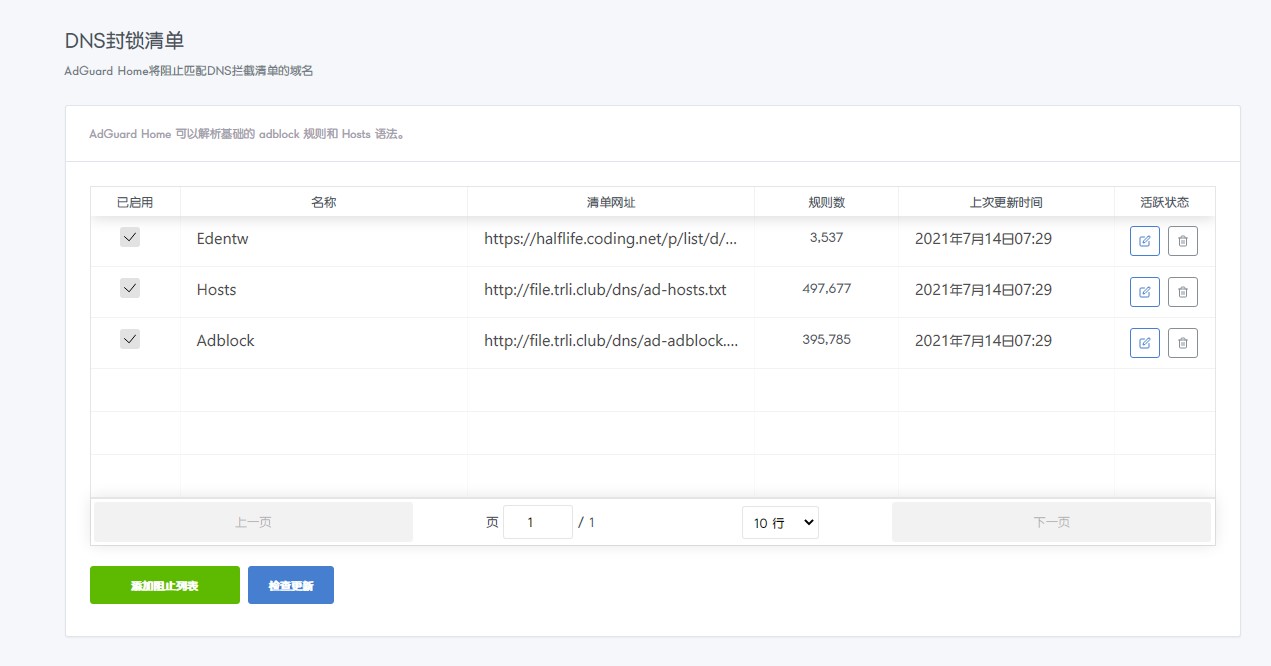 DNS封锁清单
AdGuard Home将阻止匹配DNS拦截清单的域名
AdGuard Home 可以解析基础的 adblock 规则和 Hosts 语法。
已启用 名称 清单网址 规则数 上次更新时间 活跃状态
Edentw https://halflife.coding.net/p/list/d/... 3,537 2021年7月14日07:29
Hosts http://file.trli.club/dns/ad-hosts.txt 497,677 2021年7月14日07:29
Adblock http://file.trli.club/dns/ad-adblock.... 395,785 2021年7月14日07:29
上一页 页 1 / 1 10 行 下一页
添加阻止列表 检查更新